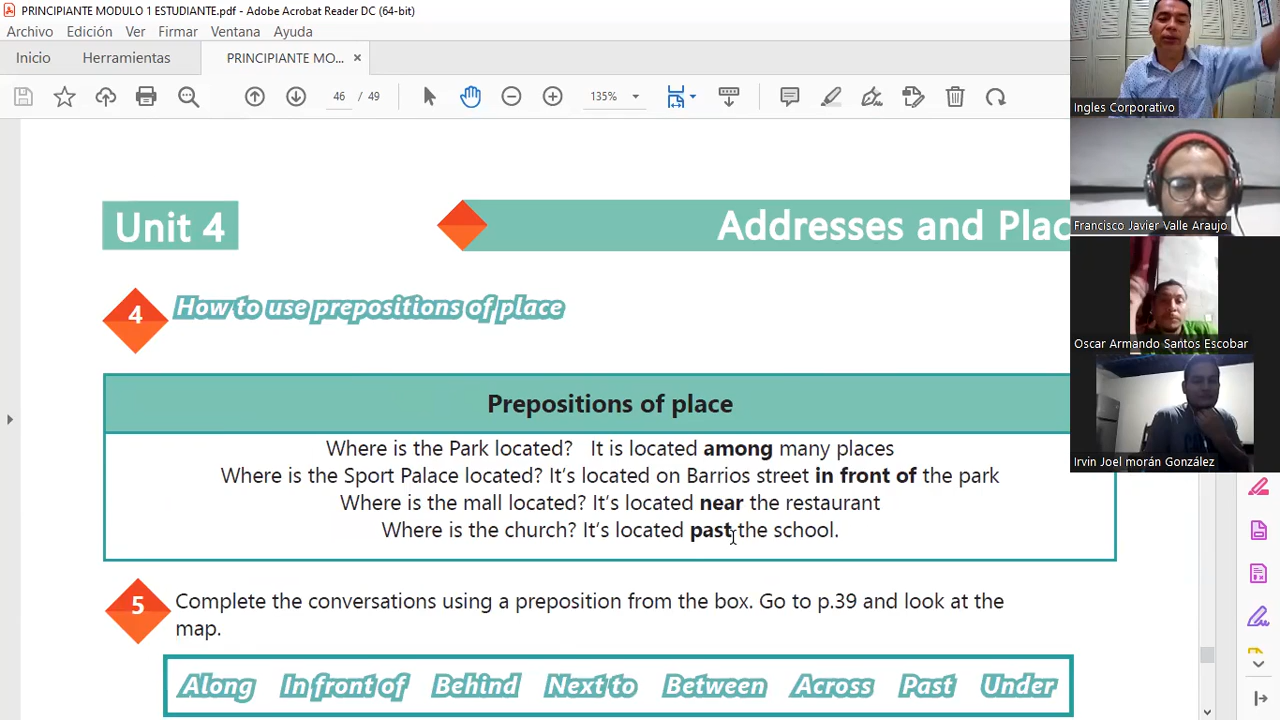 PRINCIPIANTE MODULO 1 ESTUDIANTE.pdf - Adobe Acrobat Reader DC (64-bit)
Archivo Edición Ver Firmar Ventana Ayuda
Inicio Herramientas PRINCIPIANTE MO... ×
46 / 49 135%
Unit 4 Addresses and Plac
4 How to use prepositions of place
Prepositions of place
Where is the Park located? It is located among many places
Where is the Sport Palace located? It's located on Barrios street in front of the park
Where is the mall located? It's located near the restaurant
Where is the church? It's located past the school.
5 Complete the conversations using a preposition from the box. Go to p.39 and look at the
map.
Along In front of Behind Next to Between Across Past Under
Ingles Corporativo
Francisco Javier Valle Araujo
Oscar Armando Santos Escobar
Irvin Joel morán González